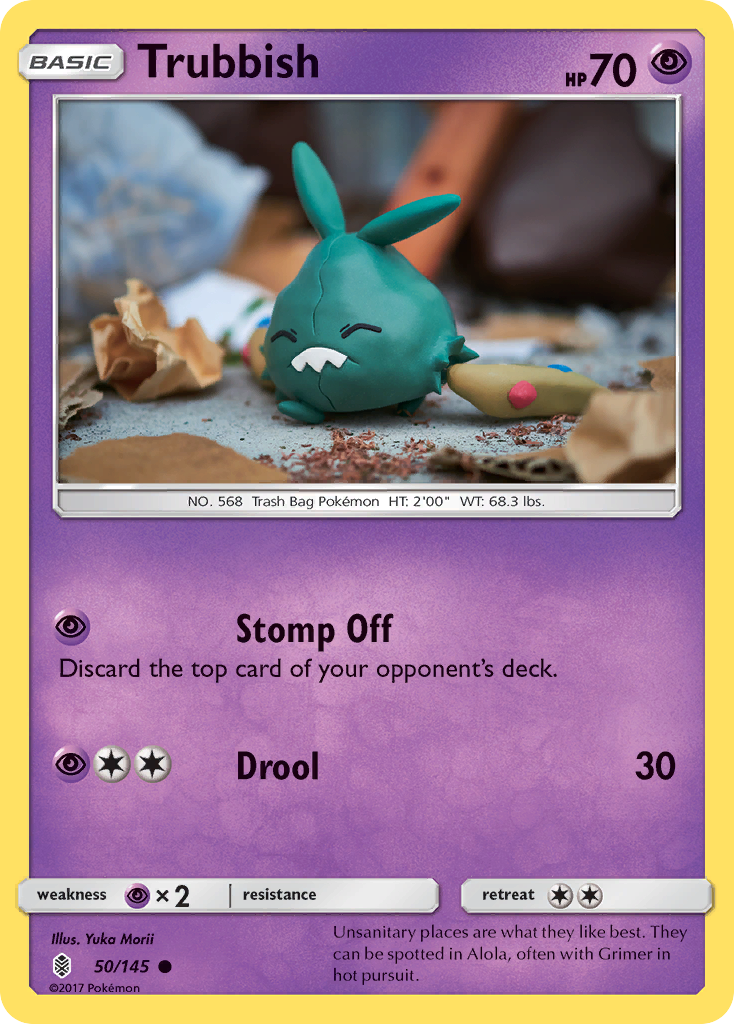 BASIC Trubbish HP 70
NO. 568 Trash Bag Pokémon HT: 2'00" WT: 68.3 lbs.
Stomp Off
Discard the top card of your opponent's deck.
Drool 30
weakness ×2 resistance retreat
Illus. Yuka Morii
50/145
©2017 Pokémon
Unsanitary places are what they like best. They
can be spotted in Alola, often with Grimer in
hot pursuit.